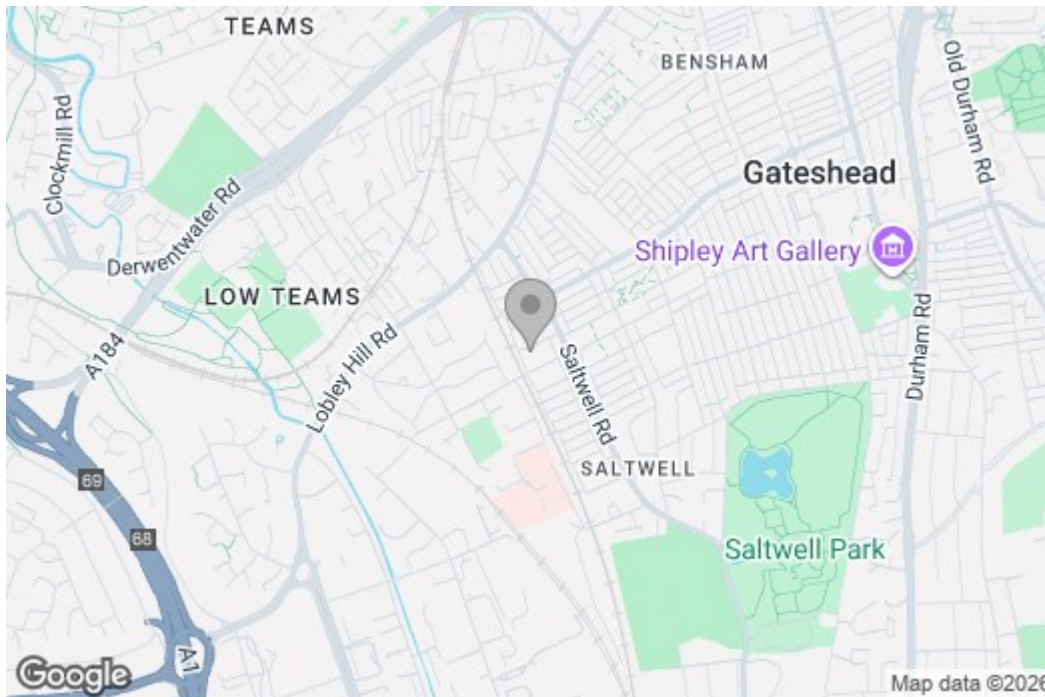 TEAMS
BENSHAM
Old Durham Rd
Clockmill Rd
Gateshead
Derwentwater Rd
Shipley Art Gallery
LOW TEAMS
A184
Lobley Hill Rd
Saltwell Rd
Durham Rd
SALTWELL
69
68
Saltwell Park
A1
Google
Map data ©2026